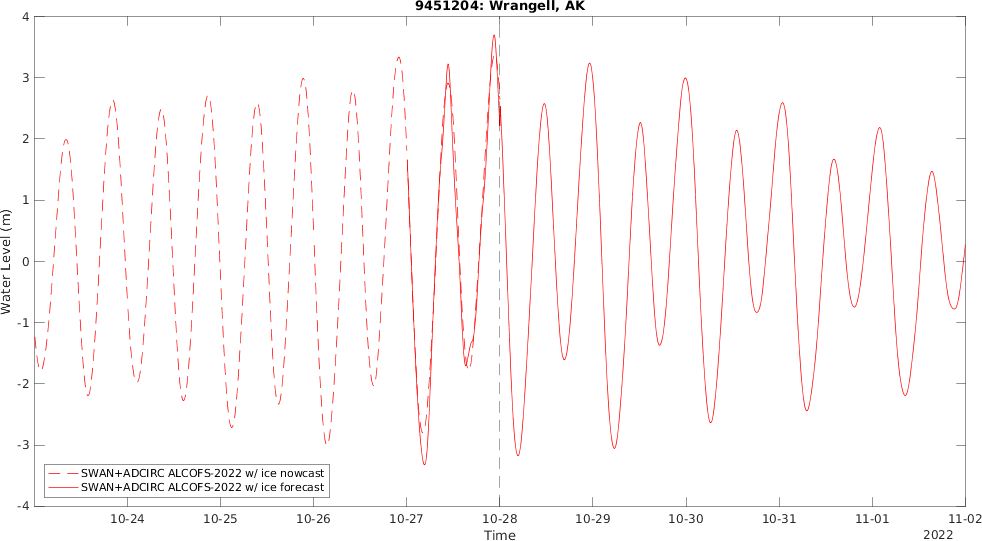 9451204: Wrangell, AK
4
3
2
1
0
-1
-2
-3
-4
Water Level (m)
SWAN+ADCIRC ALCOFS-2022 w/ ice nowcast
SWAN+ADCIRC ALCOFS-2022 w/ ice forecast
10-24 10-25 10-26 10-27 10-28 10-29 10-30 10-31 11-01 11-02
Time
2022